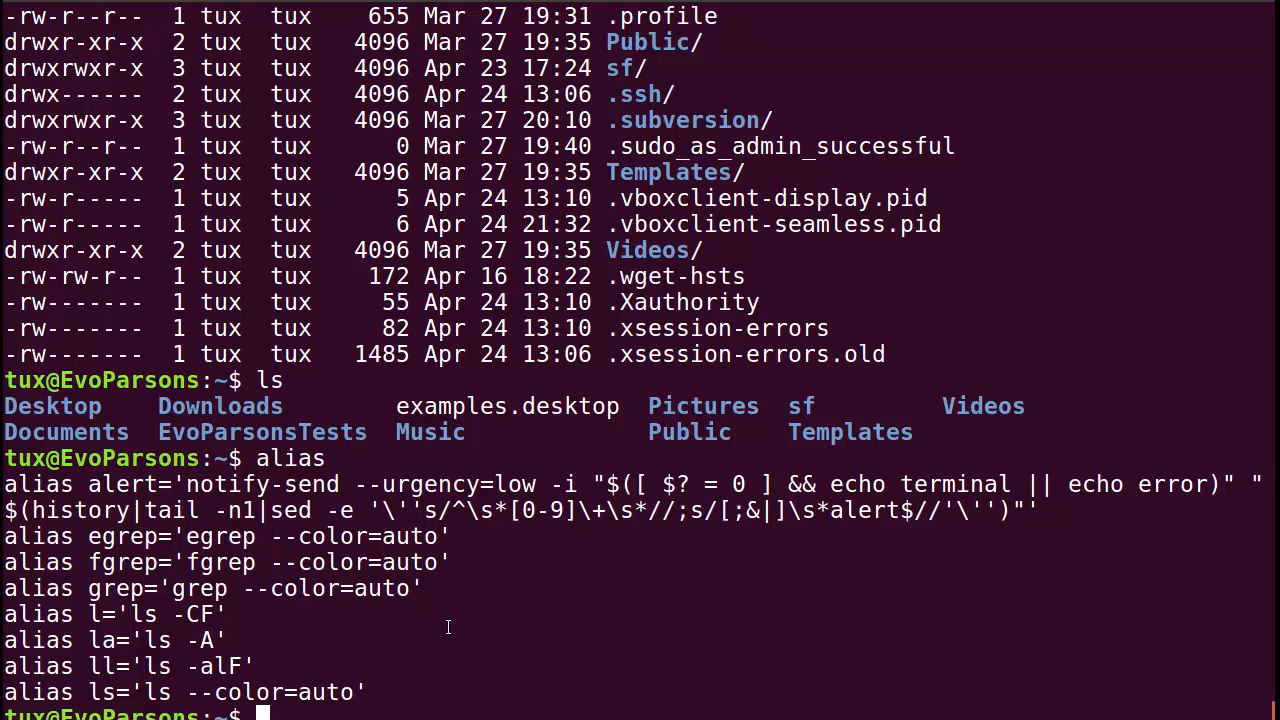 -rw-r--r-- 1 tux tux 655 Mar 27 19:31 .profile
drwxr-xr-x 2 tux tux 4096 Mar 27 19:35 Public/
drwxrwxr-x 3 tux tux 4096 Apr 23 17:24 sf/
drwx------ 2 tux tux 4096 Apr 24 13:06 .ssh/
drwxrwxr-x 3 tux tux 4096 Mar 27 20:10 .subversion/
-rw-r--r-- 1 tux tux 0 Mar 27 19:40 .sudo_as_admin_successful
drwxr-xr-x 2 tux tux 4096 Mar 27 19:35 Templates/
-rw-r----- 1 tux tux 5 Apr 24 13:10 .vboxclient-display.pid
-rw-r----- 1 tux tux 6 Apr 24 21:32 .vboxclient-seamless.pid
drwxr-xr-x 2 tux tux 4096 Mar 27 19:35 Videos/
-rw-rw-r-- 1 tux tux 172 Apr 16 18:22 .wget-hsts
-rw------- 1 tux tux 55 Apr 24 13:10 .Xauthority
-rw------- 1 tux tux 82 Apr 24 13:10 .xsession-errors
-rw------- 1 tux tux 1485 Apr 24 13:06 .xsession-errors.old
tux@EvoParsons:~$ ls
Desktop Downloads examples.desktop Pictures sf Videos
Documents EvoParsonsTests Music Public Templates
tux@EvoParsons:~$ alias
alias alert='notify-send --urgency=low -i "$([ $? = 0 ] && echo terminal || echo error)" "
$(history|tail -n1|sed -e '\''s/^\s*[0-9]\+\s*//;s/[;&|]\s*alert$//'\'')"'
alias egrep='egrep --color=auto'
alias fgrep='fgrep --color=auto'
alias grep='grep --color=auto'
alias l='ls -CF'
alias la='ls -A'
alias ll='ls -alF'
alias ls='ls --color=auto'
tux@EvoParsons:~$